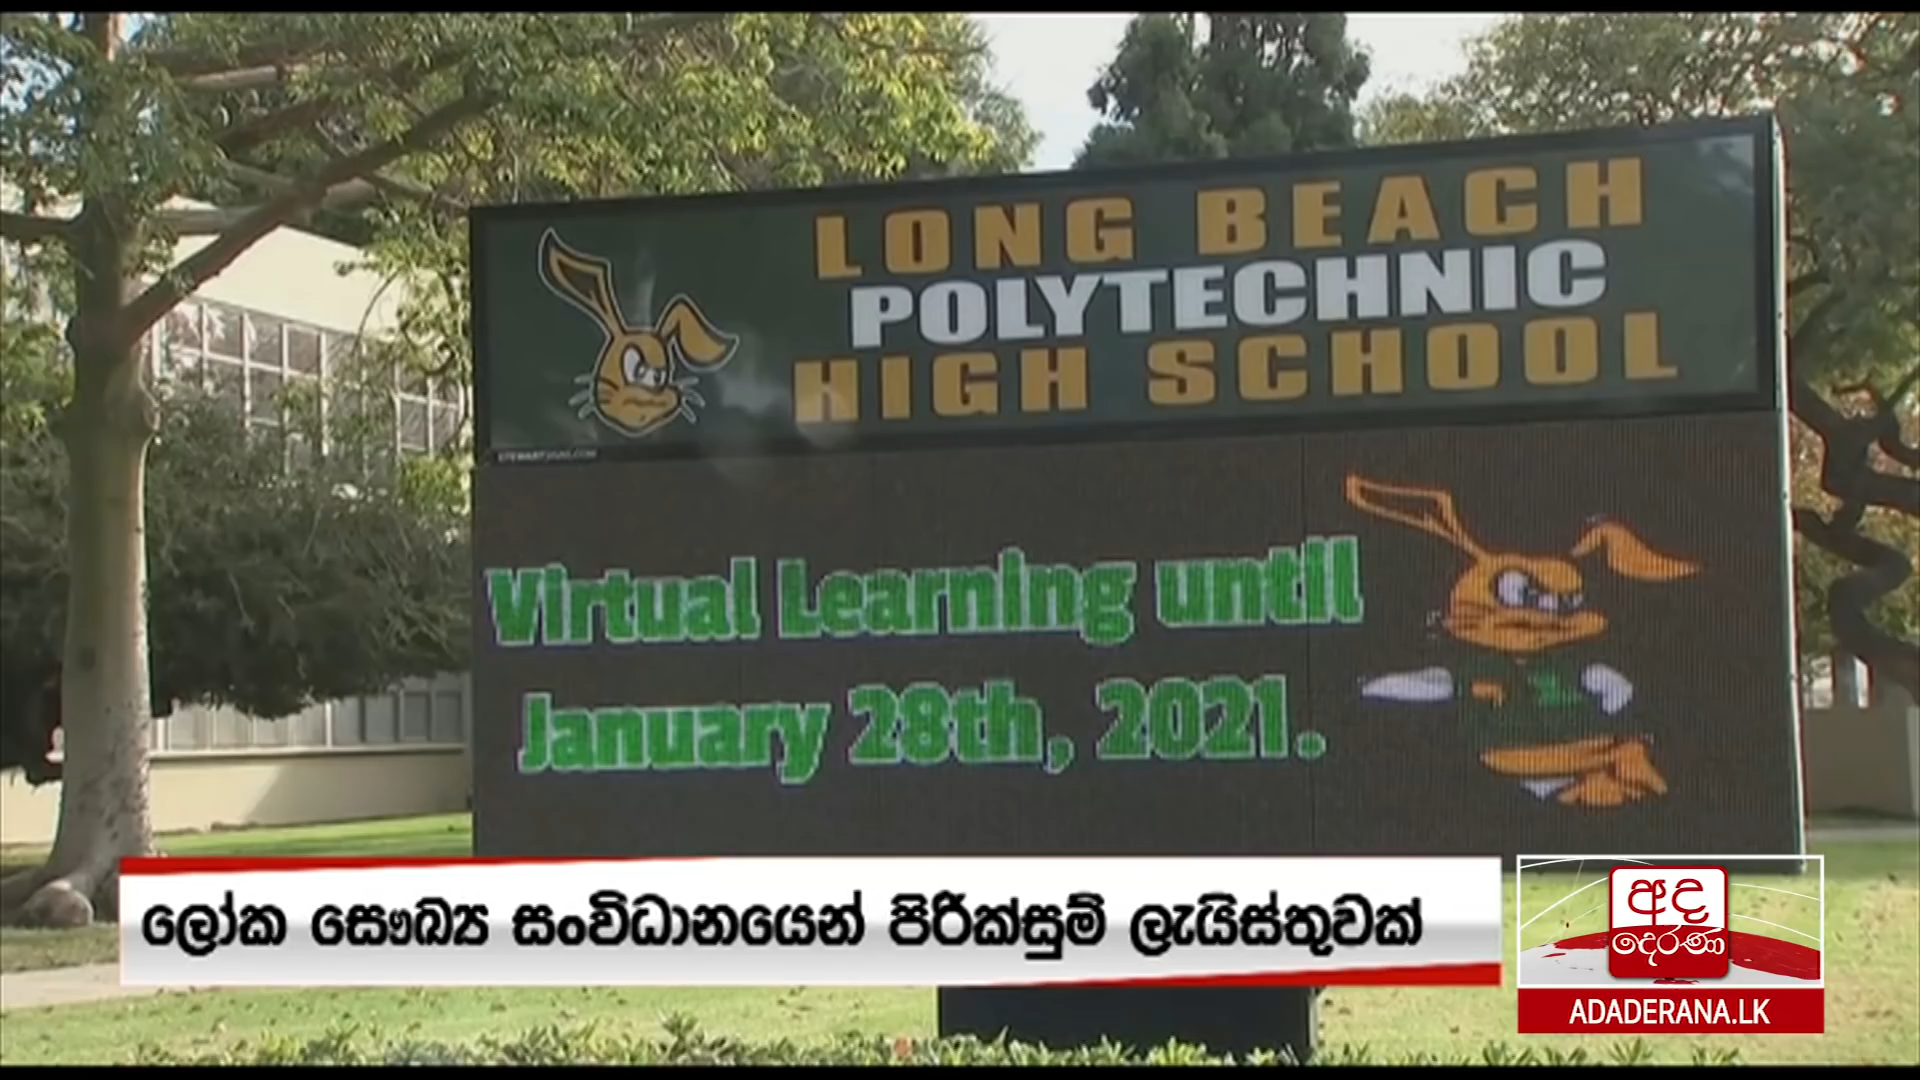 LONG BEACH
POLYTECHNIC
HIGH SCHOOL
Virtual Learning until
January 28th, 2021.
ලෝක සෞඛ්‍ය සංවිධානයෙන් පිරික්සුම් ලැයිස්තුවක්
අද
දෙරණ
ADADERANA.LK